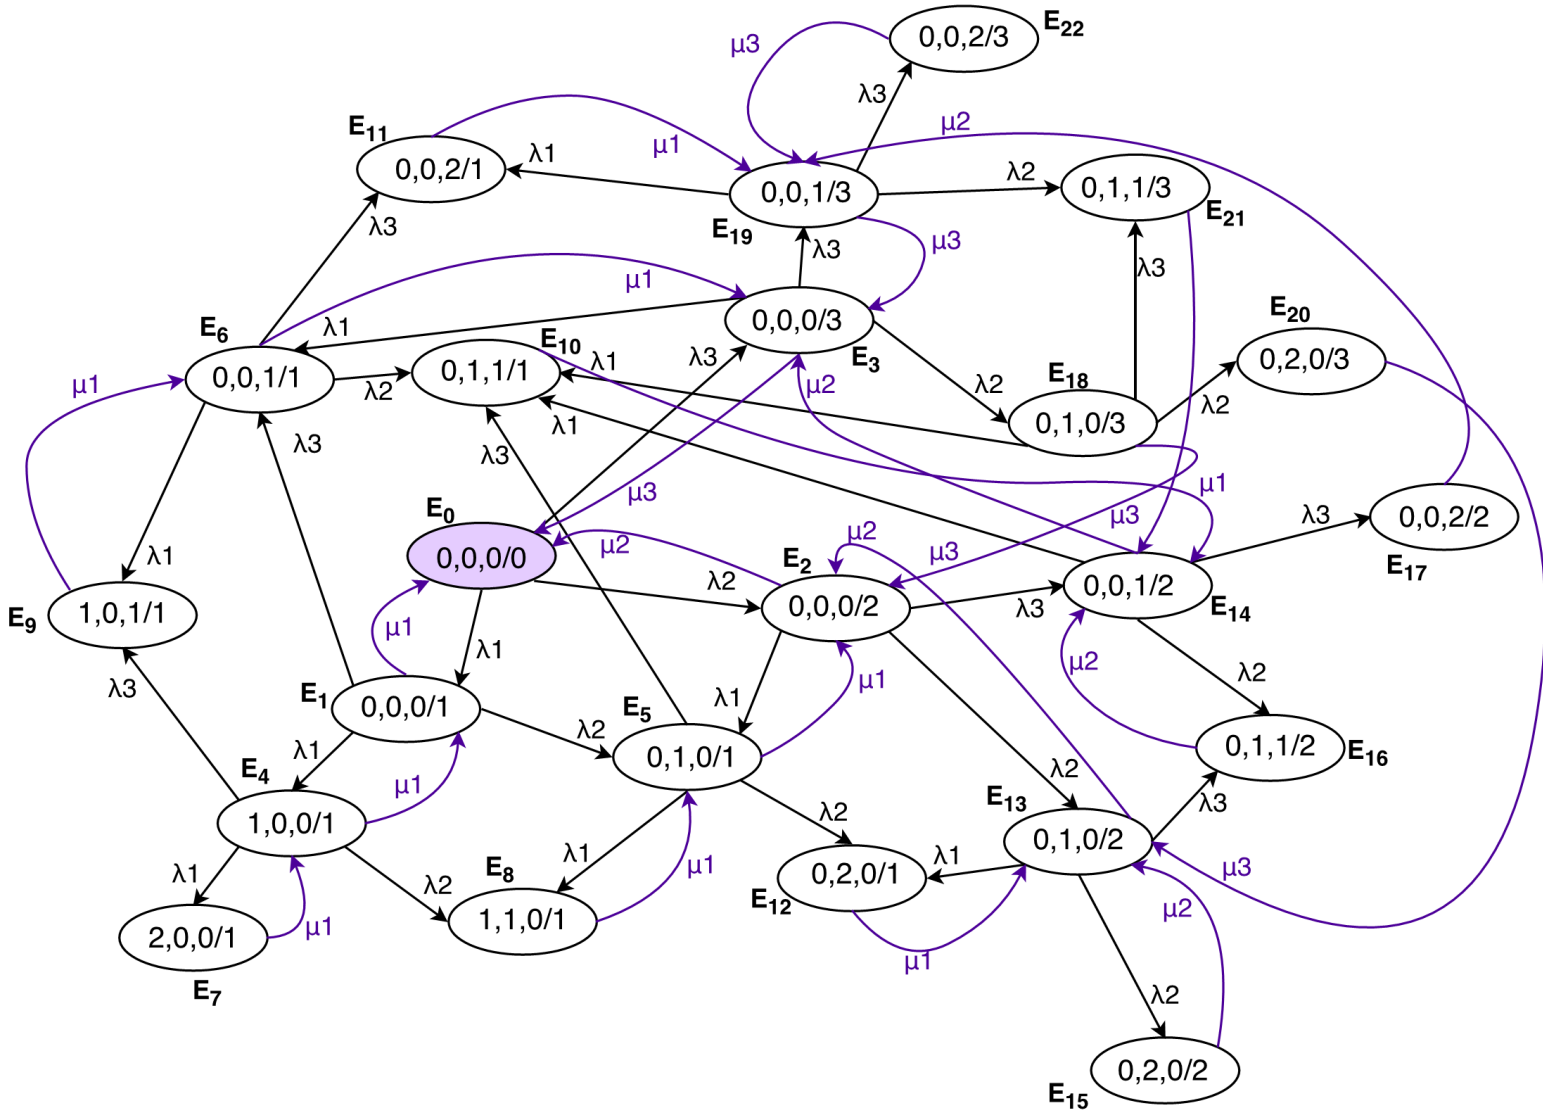 E22
0,0,2/3
μ3
λ3
E11
μ2
μ1
λ1
0,0,2/1
λ2
0,0,1/3
0,1,1/3
E21
E19
λ3
μ3
λ3
λ3
μ1
E20
E6
λ1
0,0,0/3
E10
E3
0,2,0/3
λ3
λ1
E18
μ1
0,0,1/1
λ2
0,1,1/1
μ2
λ2
λ2
0,1,0/3
λ1
λ3
λ3
μ3
μ1
E0
μ3
λ3
0,0,2/2
E17
0,0,0/0
μ2
μ2
μ3
λ1
E2
λ2
0,0,1/2
E14
0,0,0/2
λ3
E9
1,0,1/1
μ1
λ1
μ2
λ2
λ3
E1
0,0,0/1
λ1
μ1
E5
λ2
0,1,0/1
0,1,1/2
E16
λ1
E4
μ1
λ2
E13
λ3
1,0,0/1
λ2
0,1,0/2
λ1
λ1
λ1
μ1
μ3
E8
λ2
0,2,0/1
E12
μ2
1,1,0/1
2,0,0/1
μ1
μ1
E7
λ2
0,2,0/2
E15